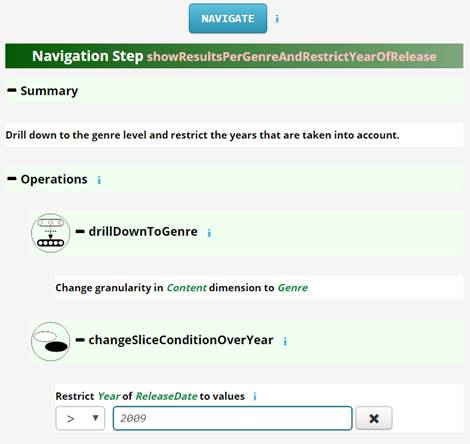 NAVIGATE i
Navigation Step showResultsPerGenreAndRestrictYearOfRelease
Summary
Drill down to the genre level and restrict the years that are taken into account.
Operations i
drillDownToGenre i
Change granularity in Content dimension to Genre
changeSliceConditionOverYear i
Restrict Year of ReleaseDate to values i
> 2009